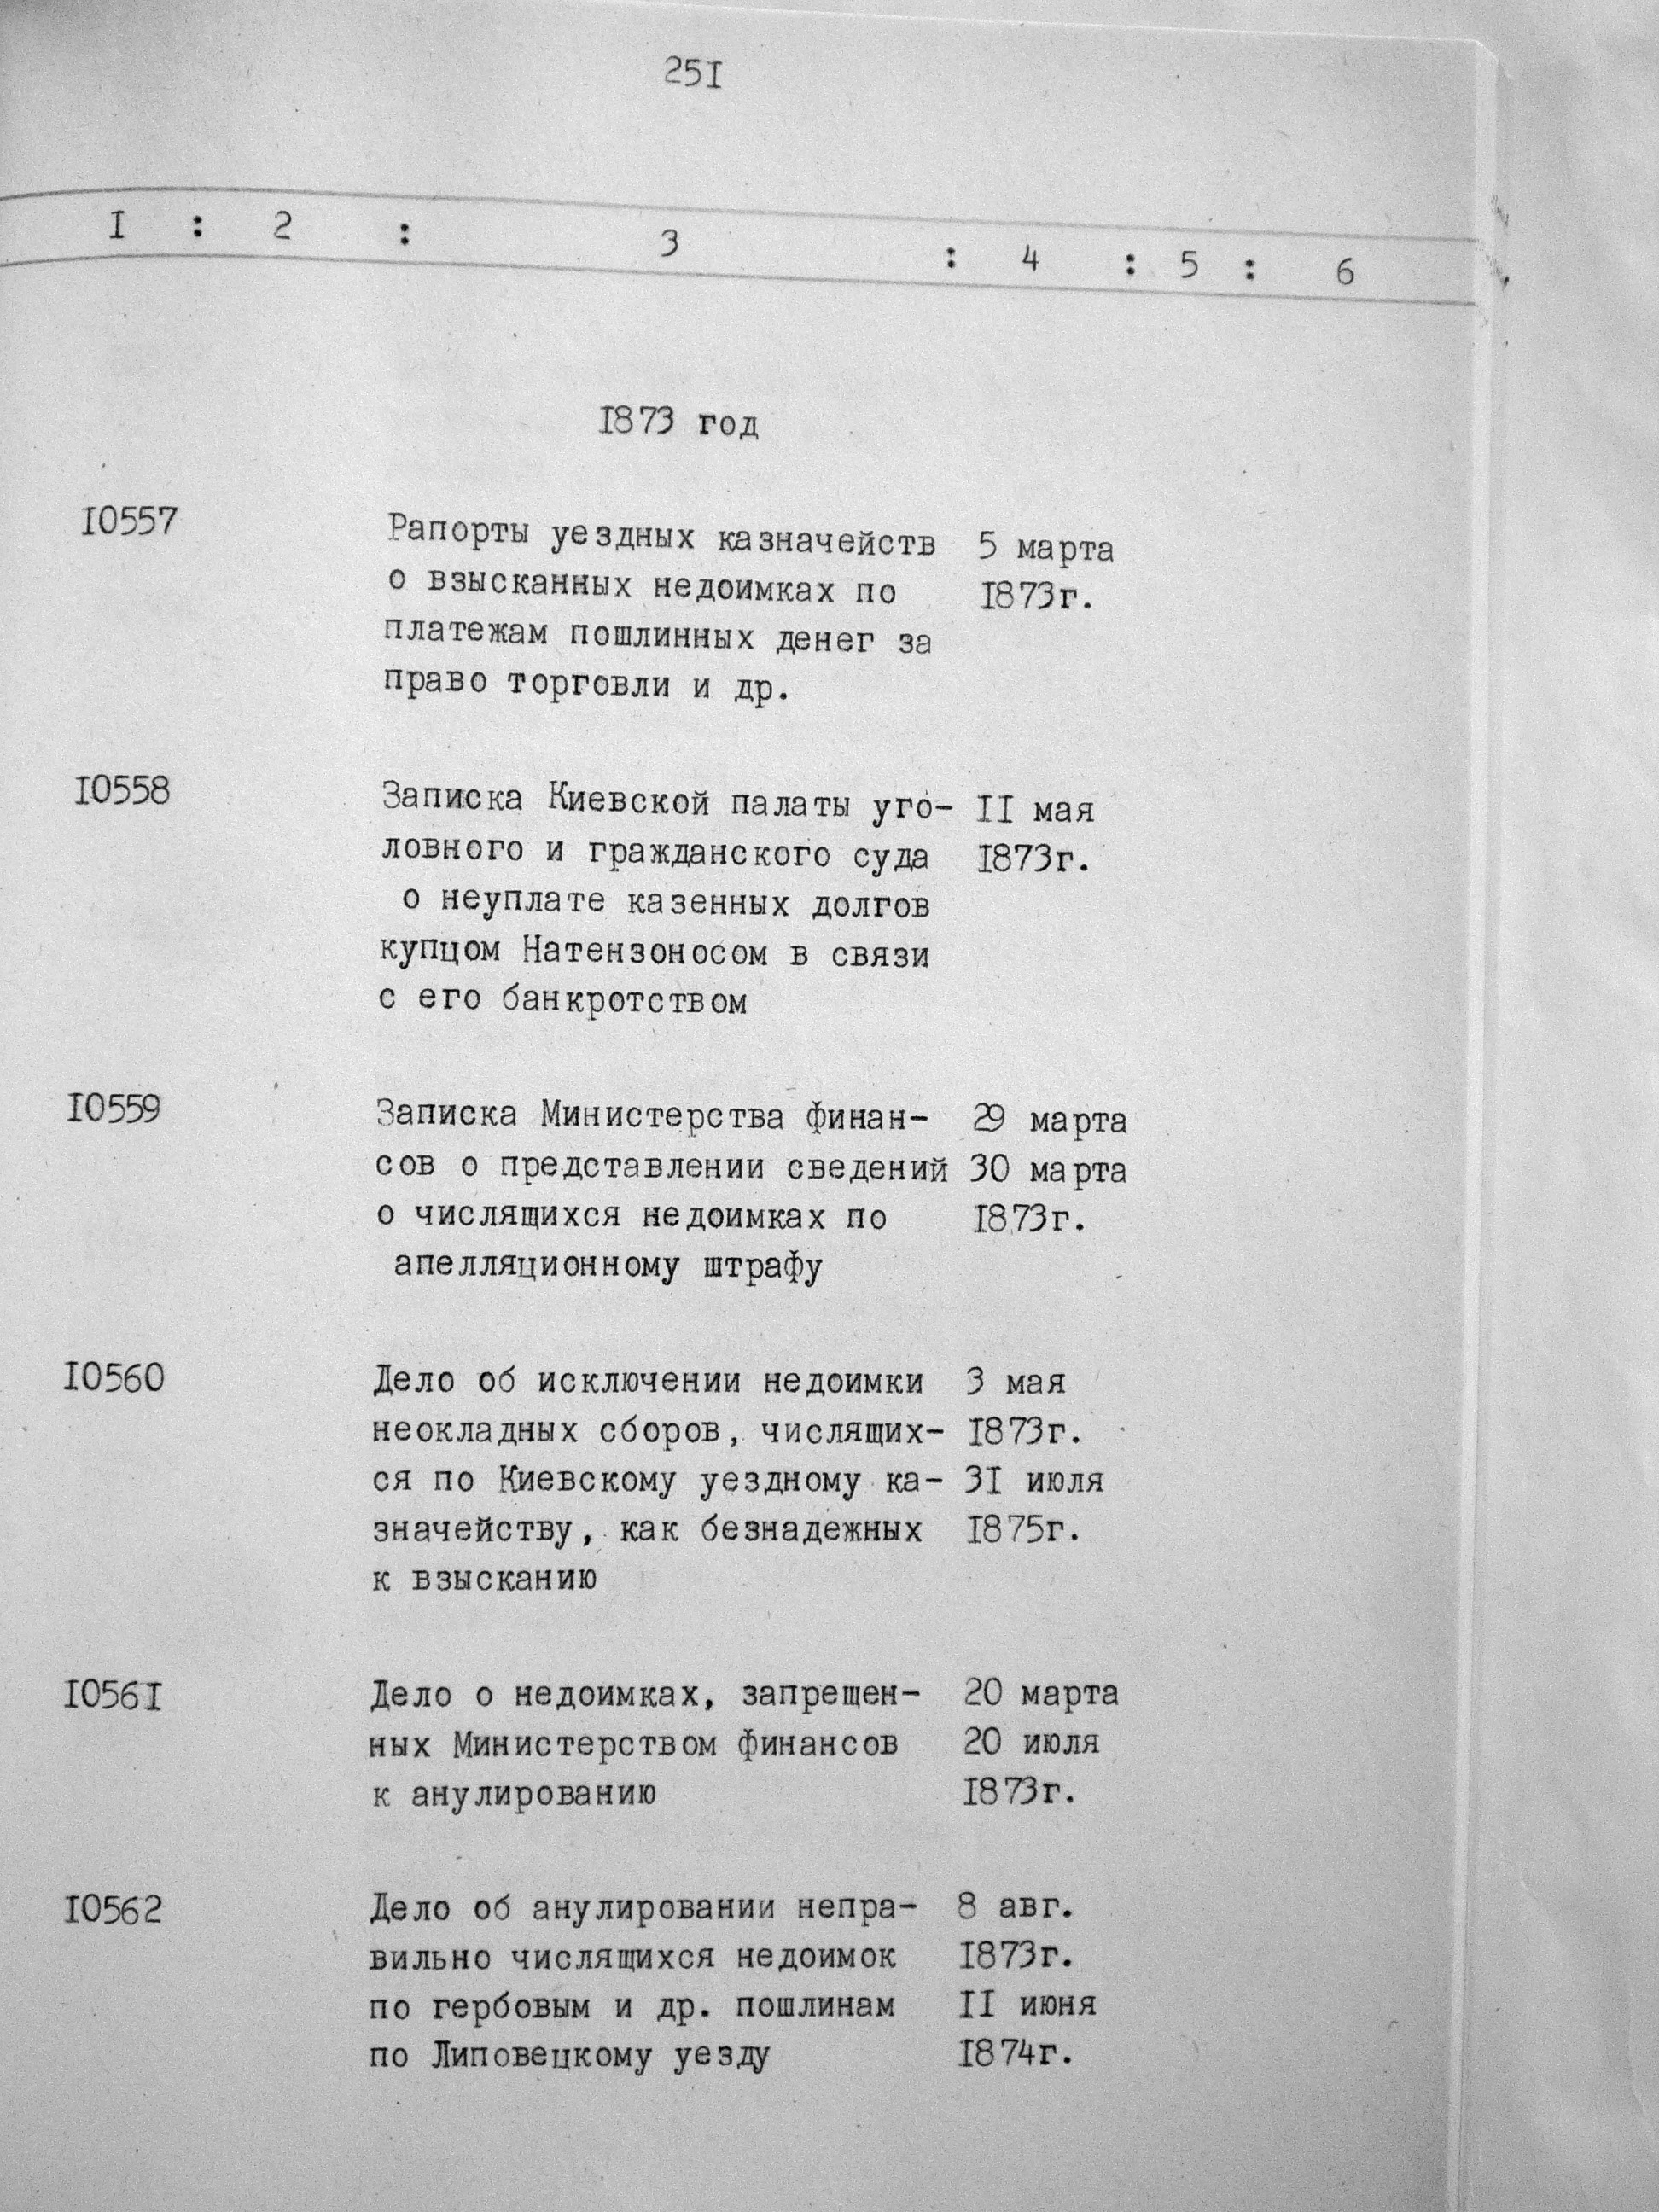 251
1 : 2 : 3 : 4 : 5 : 6
1873 год
10557 Рапорты уездных казначейств 5 марта
о взысканных недоимках по 1873г.
платежам пошлинных денег за
право торговли и др.
10558 Записка Киевской палаты уго- 11 мая
ловного и гражданского суда 1873г.
о неуплате казенных долгов
купцом Натензоносом в связи
с его банкротством
10559 Записка Министерства финан- 29 марта
сов о представлении сведений 30 марта
о числящихся недоимках по 1873г.
апелляционному штрафу
10560 Дело об исключении недоимки 3 мая
неокладных сборов, числящих- 1873г.
ся по Киевскому уездному ка- 31 июля
значейству, как безнадежных 1875г.
к взысканию
10561 Дело о недоимках, запрещен- 20 марта
ных Министерством финансов 20 июля
к анулированию 1873г.
10562 Дело об анулировании непра- 8 авг.
вильно числящихся недоимок 1873г.
по гербовым и др. пошлинам 11 июня
по Липовецкому уезду 1874г.